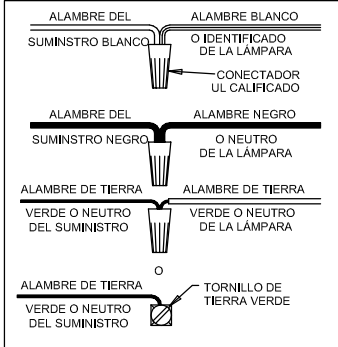 ALAMBRE DEL
SUMINSTRO BLANCO
ALAMBRE BLANCO
O IDENTIFICADO
DE LA LÁMPARA
CONECTADOR
UL CALIFICADO
ALAMBRE DEL
SUMINSTRO NEGRO
ALAMBRE NEGRO
O NEUTRO
DE LA LÁMPARA
ALAMBRE DE TIERRA
VERDE O NEUTRO
DEL SUMINISTRO
ALAMBRE DE TIERRA
VERDE O NEUTRO
DE LA LÁMPARA
O
ALAMBRE DE TIERRA
VERDE O NEUTRO
DEL SUMINISTRO
TORNILLO DE
TIERRA VERDE